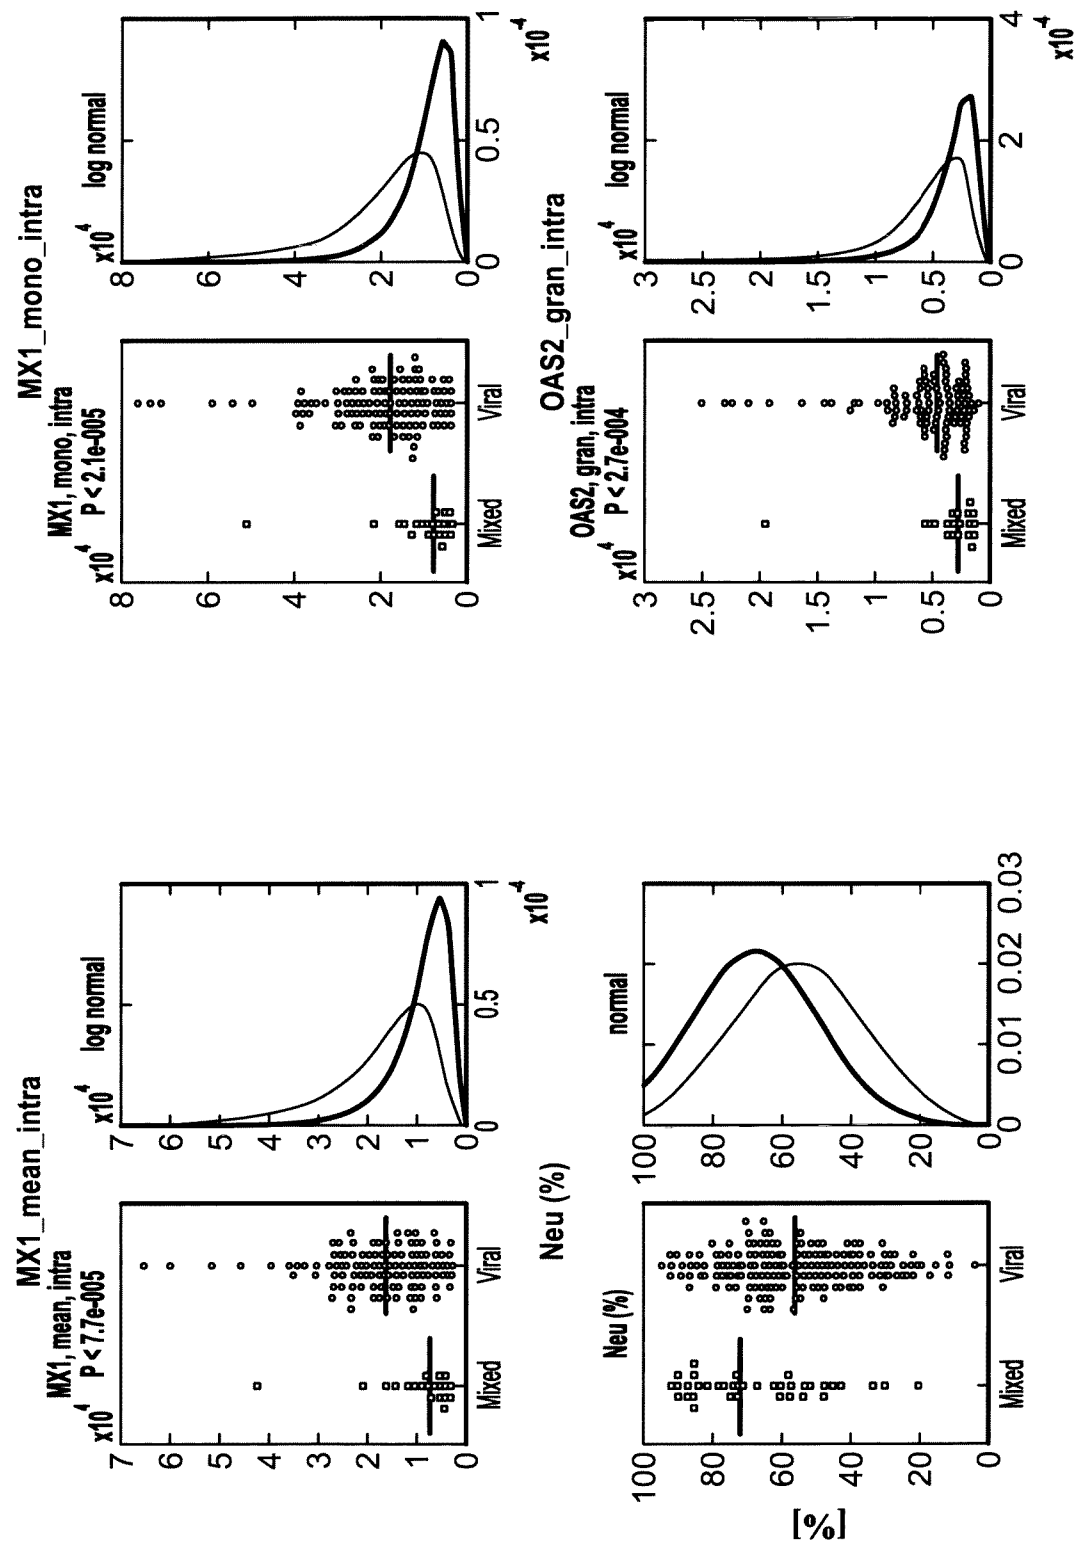 MX1_mean_intra
MX1, mean, intra
P < 7.7e-005
x10^4
7
6
5
4
3
2
1
0
Mixed
Viral
log normal
x10^4
7
6
5
4
3
2
1
0
0.5
1
x10^-4
MX1_mono_intra
MX1, mono, intra
P < 2.1e-005
x10^4
8
6
4
2
0
Mixed
Viral
log normal
x10^4
8
6
4
2
0
0
0.5
1
x10^-4
Neu (%)
Neu (%)
[%]
100
80
60
40
20
0
Mixed
Viral
normal
100
80
60
40
20
0
0
0.01
0.02
0.03
OAS2_gran_intra
OAS2, gran, intra
P < 2.7e-004
x10^4
3
2.5
2
1.5
1
0.5
0
Mixed
Viral
log normal
x10^4
3
2.5
2
1.5
1
0.5
0
0
2
4
x10^-4